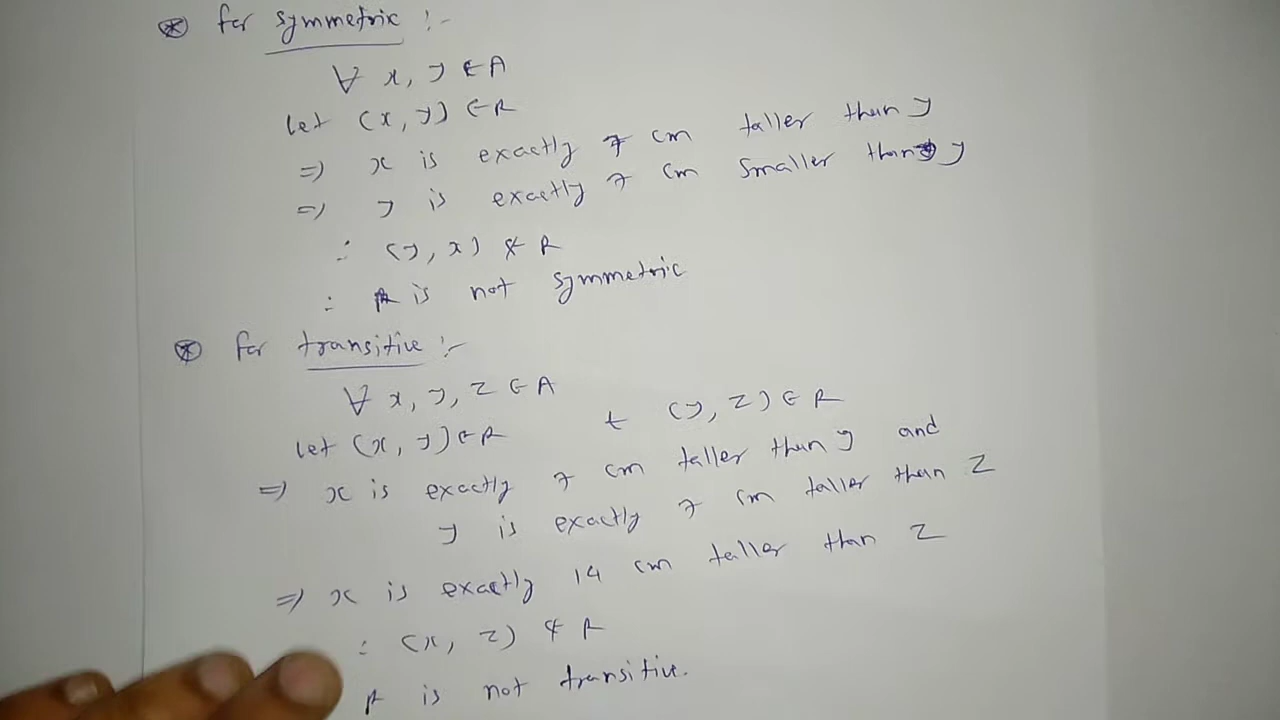 ⊛ For symmetric :-
∀ x, y ∈ A
let (x, y) ∈ R
=> x is exactly 7 cm taller than y
=> y is exactly 7 cm smaller than y
∴ (y, x) ∉ R
∴ R is not symmetric
⊛ For transitive :-
∀ x, y, z ∈ A
let (x, y) ∈ R & (y, z) ∈ R
=> x is exactly 7 cm taller than y and
y is exactly 7 cm taller than z
=> x is exactly 14 cm taller than z
∴ (x, z) ∉ R
R is not transitive.